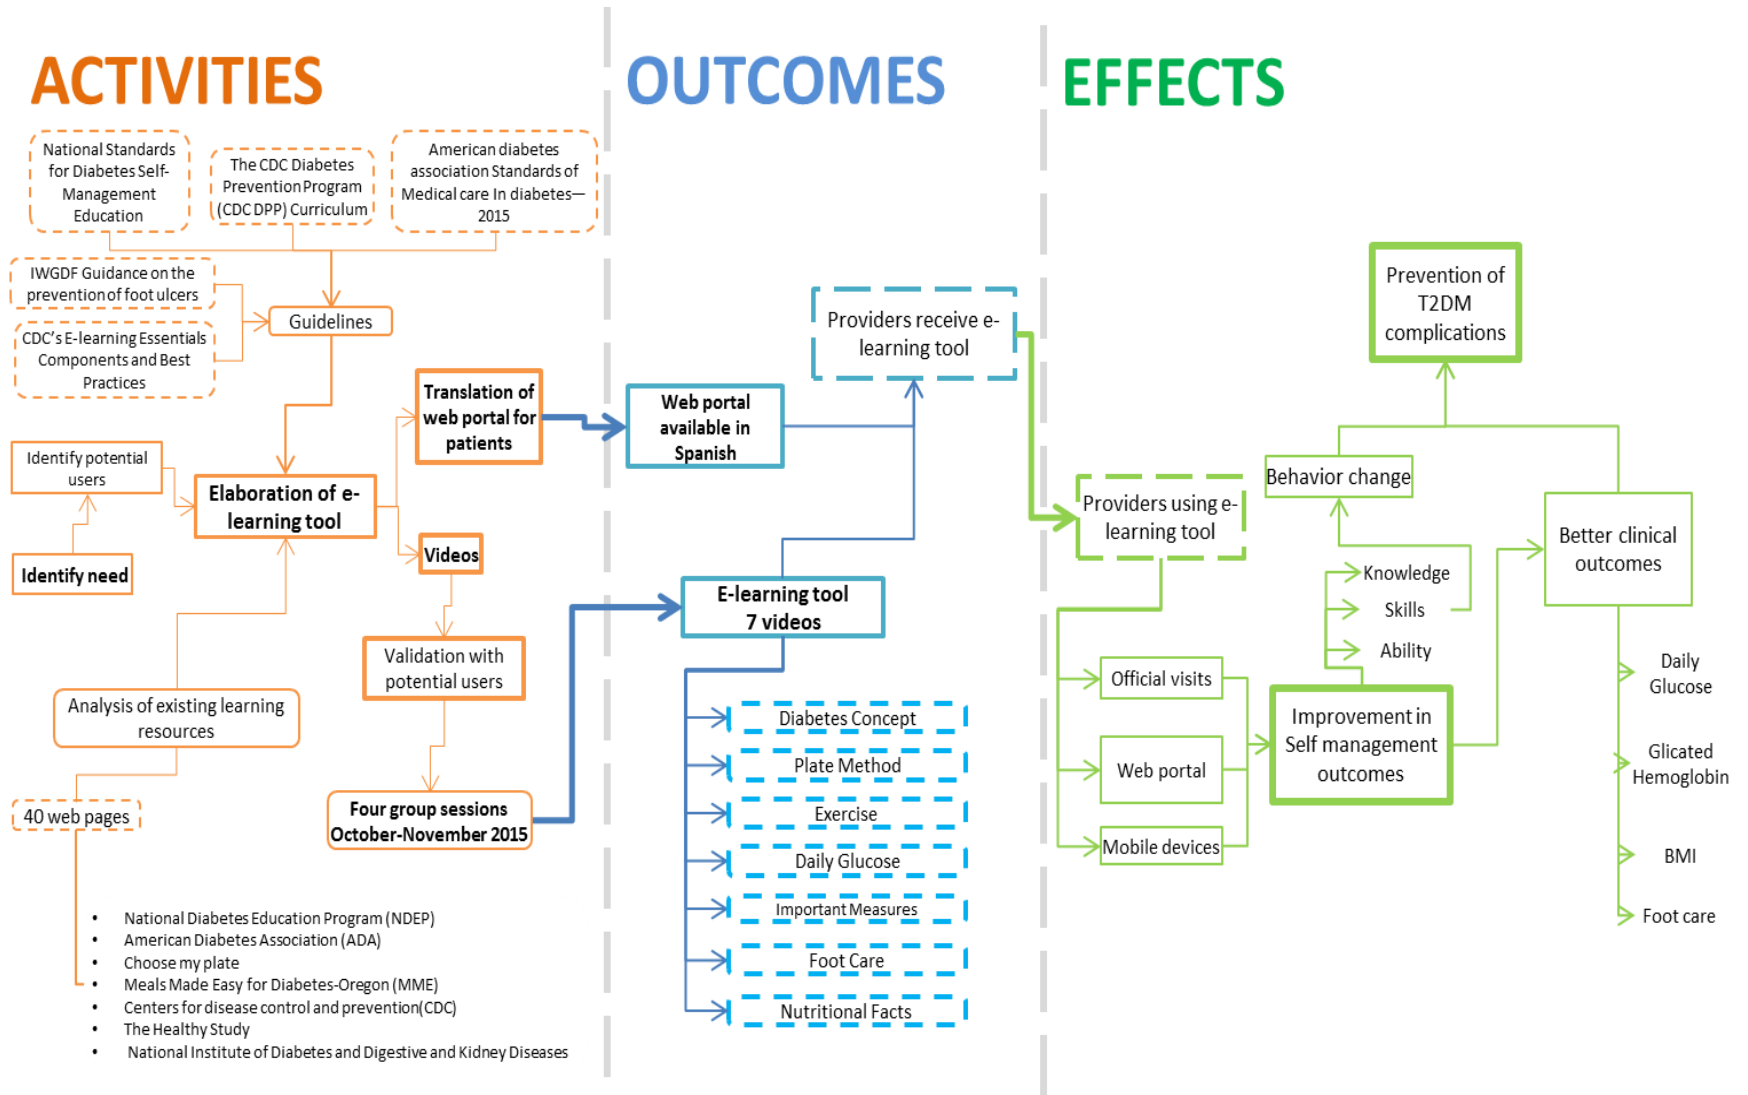 ACTIVITIES
National Standards
for Diabetes Self-
Management
Education
The CDC Diabetes
Prevention Program
(CDC DPP) Curriculum
American diabetes
association Standards of
Medical care In diabetes—
2015
IWGDF Guidance on the
prevention of foot ulcers
CDC's E-learning Essentials
Components and Best
Practices
Guidelines
Identify potential
users
Identify need
Elaboration of e-
learning tool
Translation of
web portal for
patients
Videos
Validation with
potential users
Four group sessions
October-November 2015
Analysis of existing learning
resources
40 web pages
• National Diabetes Education Program (NDEP)
• American Diabetes Association (ADA)
• Choose my plate
• Meals Made Easy for Diabetes-Oregon (MME)
• Centers for disease control and prevention(CDC)
• The Healthy Study
• National Institute of Diabetes and Digestive and Kidney Diseases
OUTCOMES
Providers receive e-
learning tool
Web portal
available in
Spanish
E-learning tool
7 videos
Diabetes Concept
Plate Method
Exercise
Daily Glucose
Important Measures
Foot Care
Nutritional Facts
EFFECTS
Prevention of
T2DM
complications
Behavior change
Providers using e-
learning tool
Better clinical
outcomes
Knowledge
Skills
Ability
Official visits
Web portal
Mobile devices
Improvement in
Self management
outcomes
Daily
Glucose
Glicated
Hemoglobin
BMI
Foot care